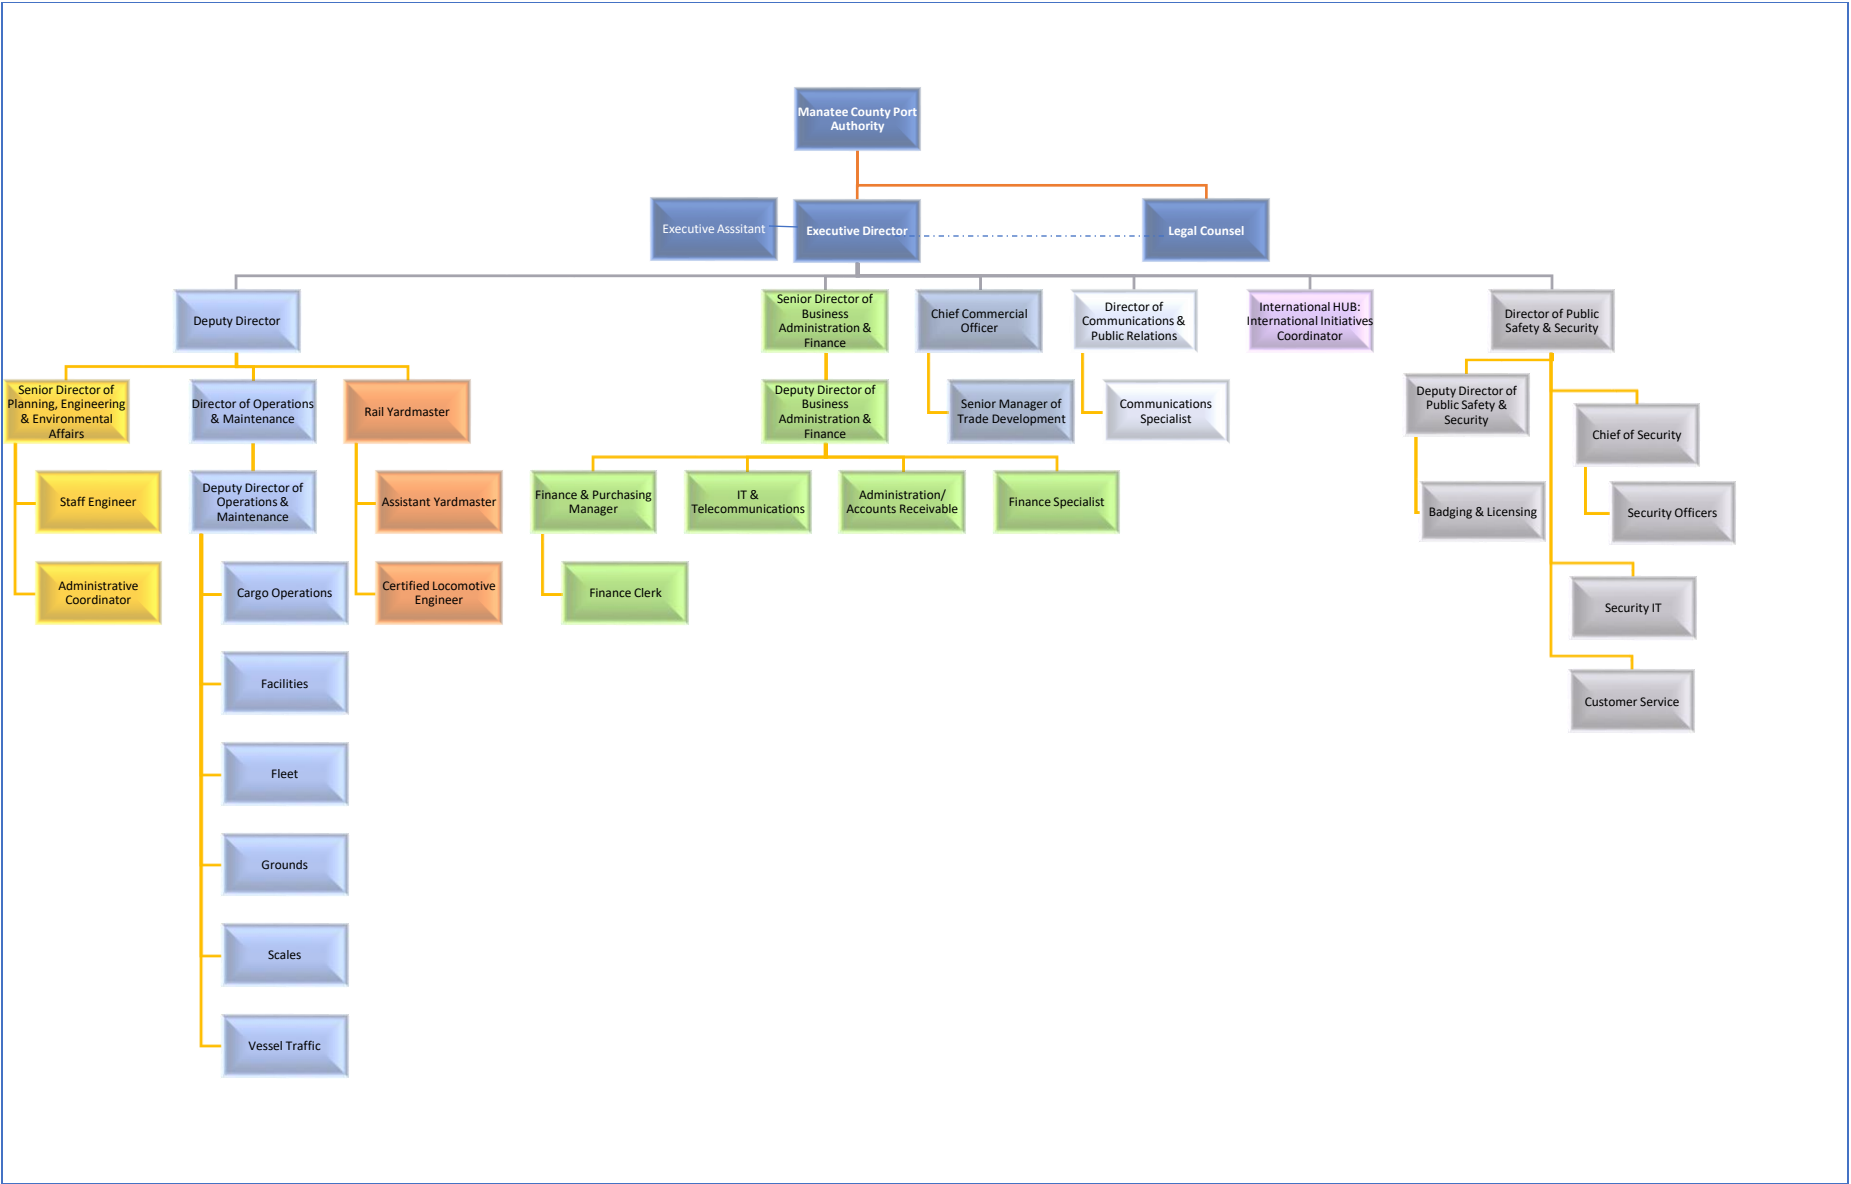 Manatee County Port
Authority
Executive Asssitant
Executive Director
Legal Counsel
Deputy Director
Senior Director of
Business
Administration &
Finance
Chief Commercial
Officer
Director of
Communications &
Public Relations
International HUB:
International Initiatives
Coordinator
Director of Public
Safety & Security
Senior Director of
Planning, Engineering
& Environmental
Affairs
Director of Operations
& Maintenance
Rail Yardmaster
Deputy Director of
Business
Administration &
Finance
Senior Manager of
Trade Development
Communications
Specialist
Deputy Director of
Public Safety &
Security
Chief of Security
Staff Engineer
Deputy Director of
Operations &
Maintenance
Assistant Yardmaster
Finance & Purchasing
Manager
IT &
Telecommunications
Administration/
Accounts Receivable
Finance Specialist
Badging & Licensing
Security Officers
Administrative
Coordinator
Cargo Operations
Certified Locomotive
Engineer
Finance Clerk
Security IT
Facilities
Customer Service
Fleet
Grounds
Scales
Vessel Traffic